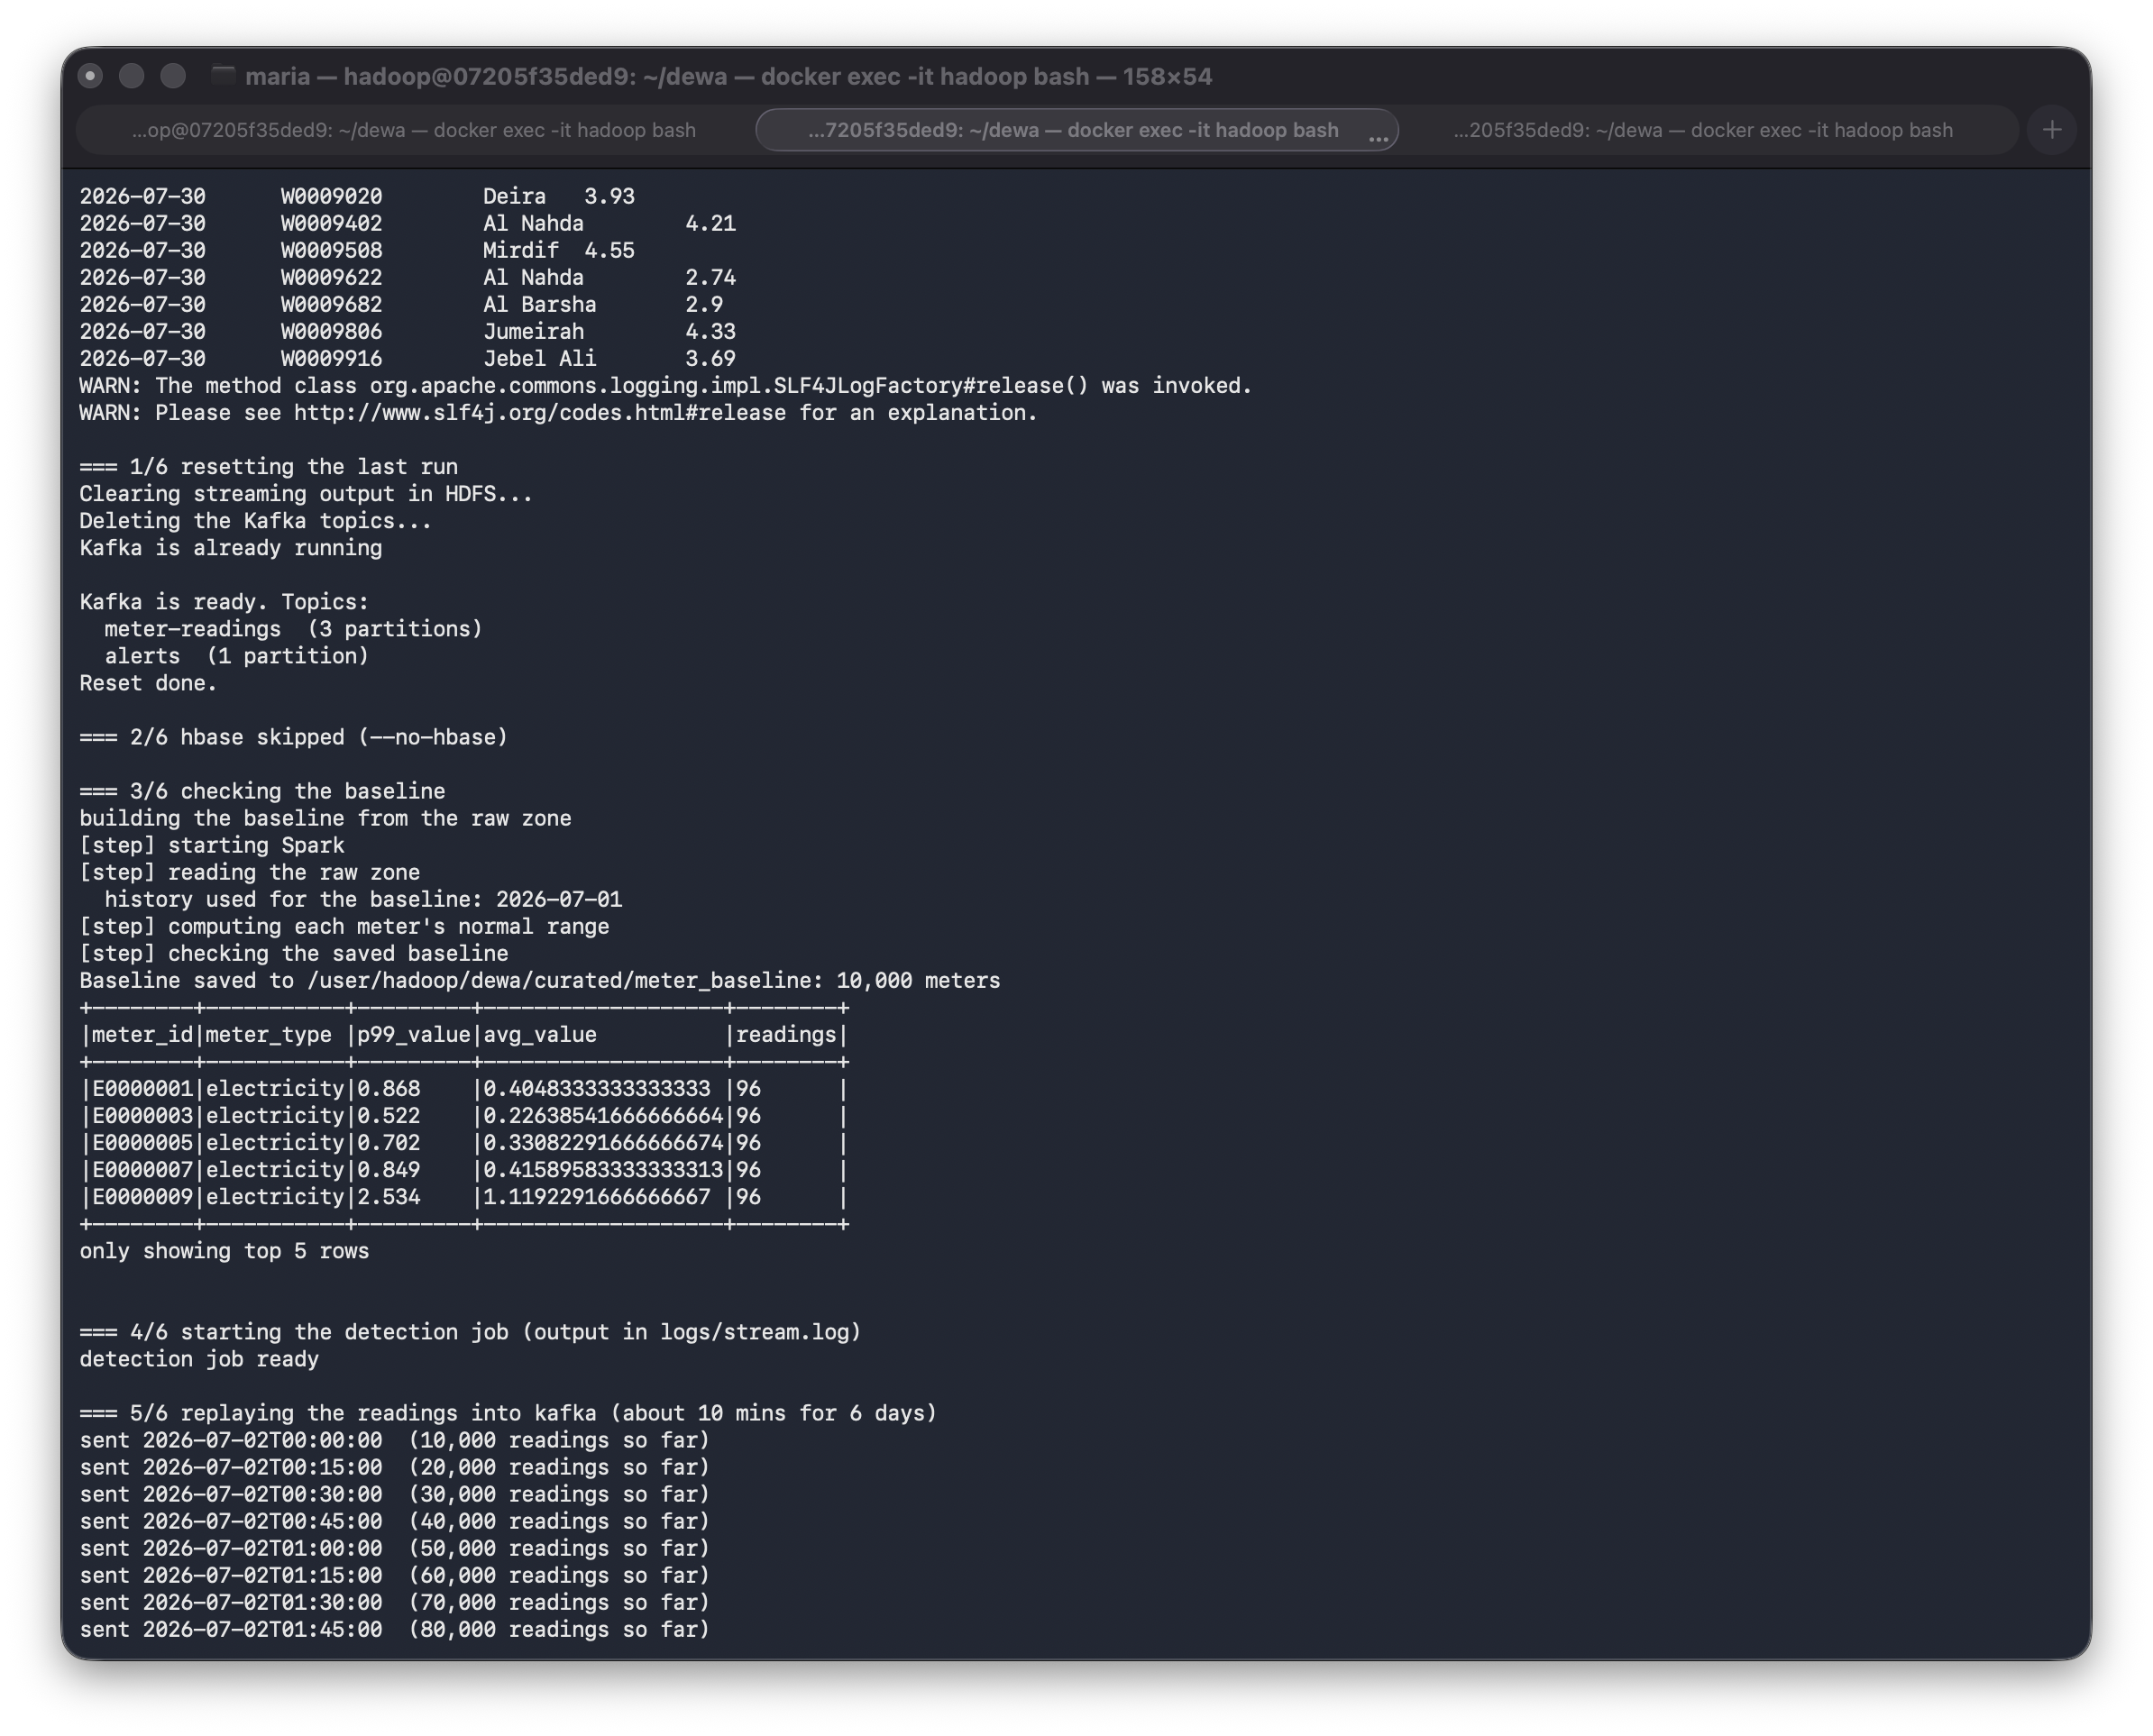 maria — hadoop@07205f35ded9: ~/dewa — docker exec -it hadoop bash — 158×54
...op@07205f35ded9: ~/dewa — docker exec -it hadoop bash ...7205f35ded9: ~/dewa — docker exec -it hadoop bash ... ...205f35ded9: ~/dewa — docker exec -it hadoop bash +
2026-07-30      W0009020        Deira   3.93
2026-07-30      W0009402        Al Nahda        4.21
2026-07-30      W0009508        Mirdif  4.55
2026-07-30      W0009622        Al Nahda        2.74
2026-07-30      W0009682        Al Barsha       2.9
2026-07-30      W0009806        Jumeirah        4.33
2026-07-30      W0009916        Jebel Ali       3.69
WARN: The method class org.apache.commons.logging.impl.SLF4JLogFactory#release() was invoked.
WARN: Please see http://www.slf4j.org/codes.html#release for an explanation.
=== 1/6 resetting the last run
Clearing streaming output in HDFS...
Deleting the Kafka topics...
Kafka is already running
Kafka is ready. Topics:
  meter-readings  (3 partitions)
  alerts  (1 partition)
Reset done.
=== 2/6 hbase skipped (--no-hbase)
=== 3/6 checking the baseline
building the baseline from the raw zone
[step] starting Spark
[step] reading the raw zone
  history used for the baseline: 2026-07-01
[step] computing each meter's normal range
[step] checking the saved baseline
Baseline saved to /user/hadoop/dewa/curated/meter_baseline: 10,000 meters
+--------+-----------+---------+-------------------+--------+
|meter_id|meter_type |p99_value|avg_value          |readings|
+--------+-----------+---------+-------------------+--------+
|E0000001|electricity|0.868    |0.4048333333333333 |96      |
|E0000003|electricity|0.522    |0.22638541666666664|96      |
|E0000005|electricity|0.702    |0.33082291666666674|96      |
|E0000007|electricity|0.849    |0.41589583333333313|96      |
|E0000009|electricity|2.534    |1.1192291666666667 |96      |
+--------+-----------+---------+-------------------+--------+
only showing top 5 rows
=== 4/6 starting the detection job (output in logs/stream.log)
detection job ready
=== 5/6 replaying the readings into kafka (about 10 mins for 6 days)
sent 2026-07-02T00:00:00  (10,000 readings so far)
sent 2026-07-02T00:15:00  (20,000 readings so far)
sent 2026-07-02T00:30:00  (30,000 readings so far)
sent 2026-07-02T00:45:00  (40,000 readings so far)
sent 2026-07-02T01:00:00  (50,000 readings so far)
sent 2026-07-02T01:15:00  (60,000 readings so far)
sent 2026-07-02T01:30:00  (70,000 readings so far)
sent 2026-07-02T01:45:00  (80,000 readings so far)